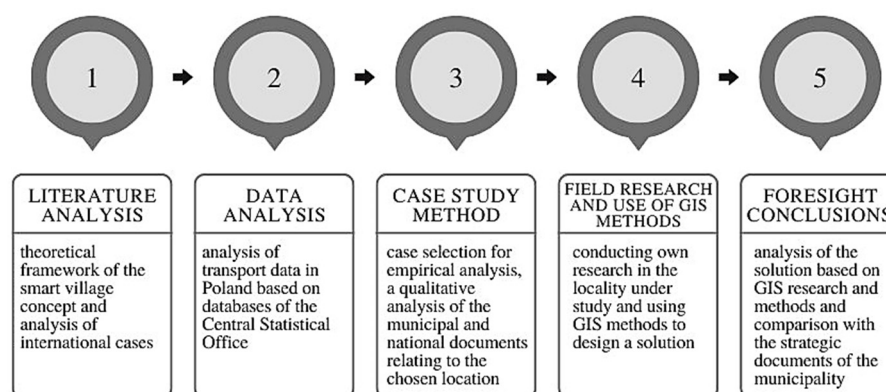 1
2
3
4
5
LITERATURE
ANALYSIS
theoretical
framework of the
smart village
concept and
analysis of
international cases
DATA
ANALYSIS
analysis of
transport data in
Poland based on
databases of the
Central Statistical
Office
CASE STUDY
METHOD
case selection for
empirical analysis,
a qualitative
analysis of the
municipal and
national documents
relating to the
chosen location
FIELD RESEARCH
AND USE OF GIS
METHODS
conducting own
research in the
locality under
study and using
GIS methods to
design a solution
FORESIGHT
CONCLUSIONS
analysis of the
solution based on
GIS research and
methods and
comparison with
the strategic
documents of the
municipality